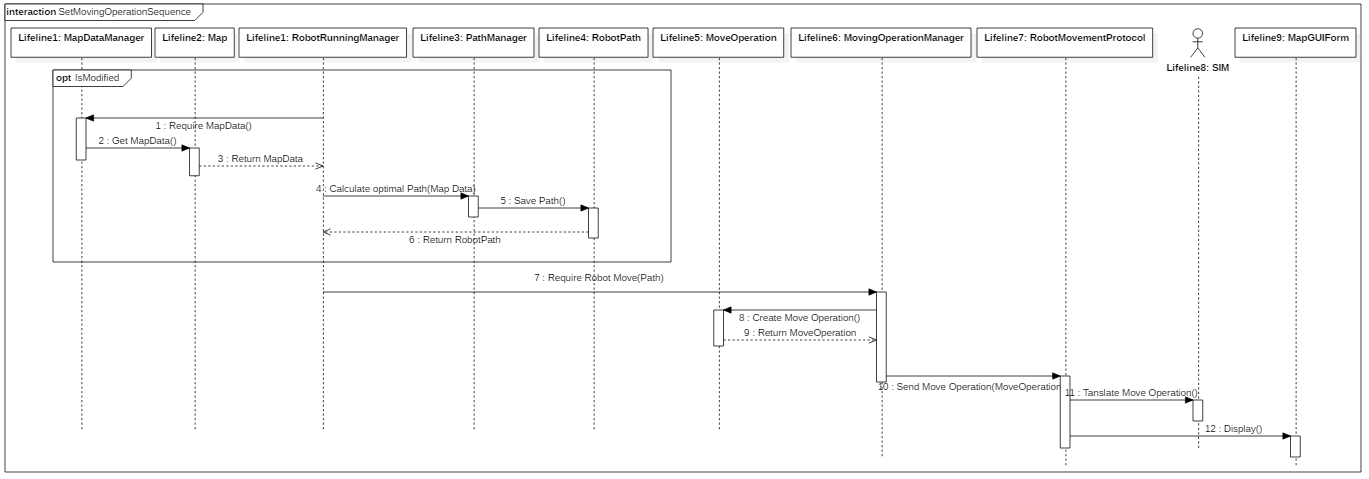 interaction SetMovingOperationSequence
Lifeline1: MapDataManager
Lifeline2: Map
Lifeline1: RobotRunningManager
Lifeline3: PathManager
Lifeline4: RobotPath
Lifeline5: MoveOperation
Lifeline6: MovingOperationManager
Lifeline7: RobotMovementProtocol
Lifeline8: SIM
Lifeline9: MapGUIForm
opt IsModified
1 : Require MapData()
2 : Get MapData()
3 : Return MapData
4 : Calculate optimal Path(Map Data)
5 : Save Path()
6 : Return RobotPath
7 : Require Robot Move(Path)
8 : Create Move Operation()
9 : Return MoveOperation
10 : Send Move Operation(MoveOperation
11 : Tanslate Move Operation()
12 : Display()